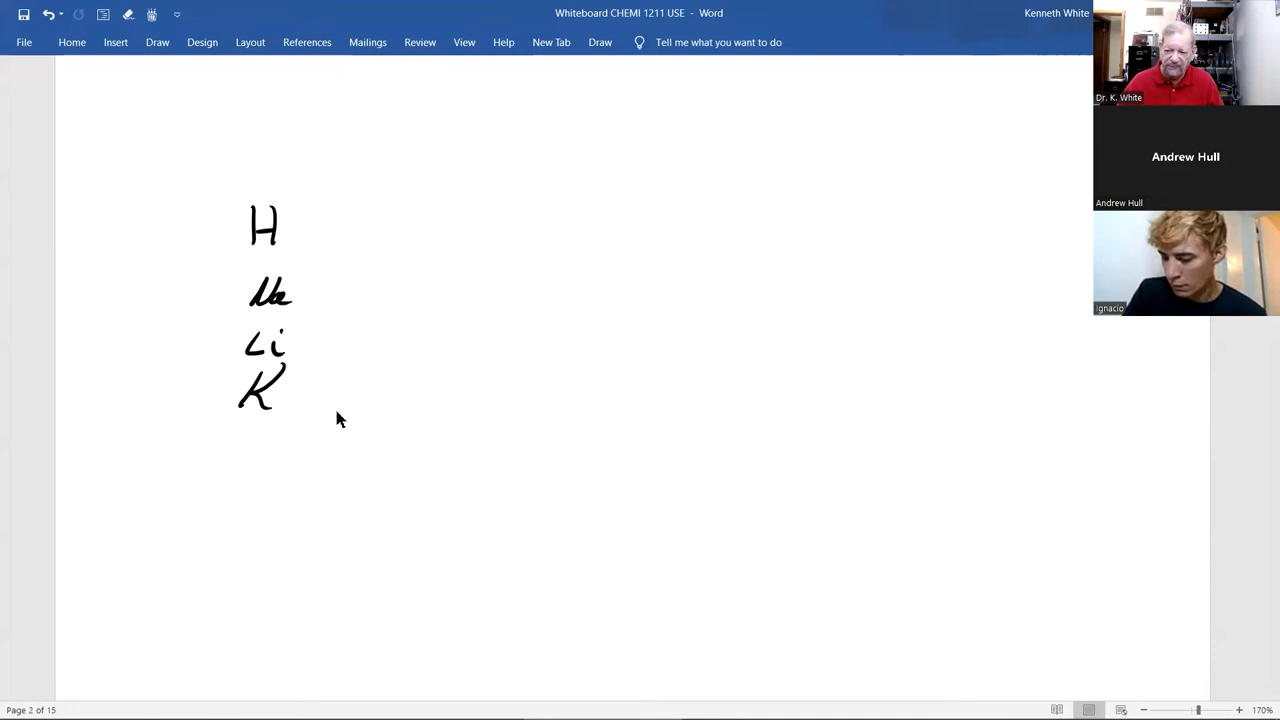 Whiteboard CHEMI 1211 USE - Word
Kenneth White
File Home Insert Draw Design Layout References Mailings Review View Help New Tab Draw Tell me what you want to do
Dr. K. White
Andrew Hull
Andrew Hull
Ignacio
H
Na
Li
K
Page 2 of 15
170%